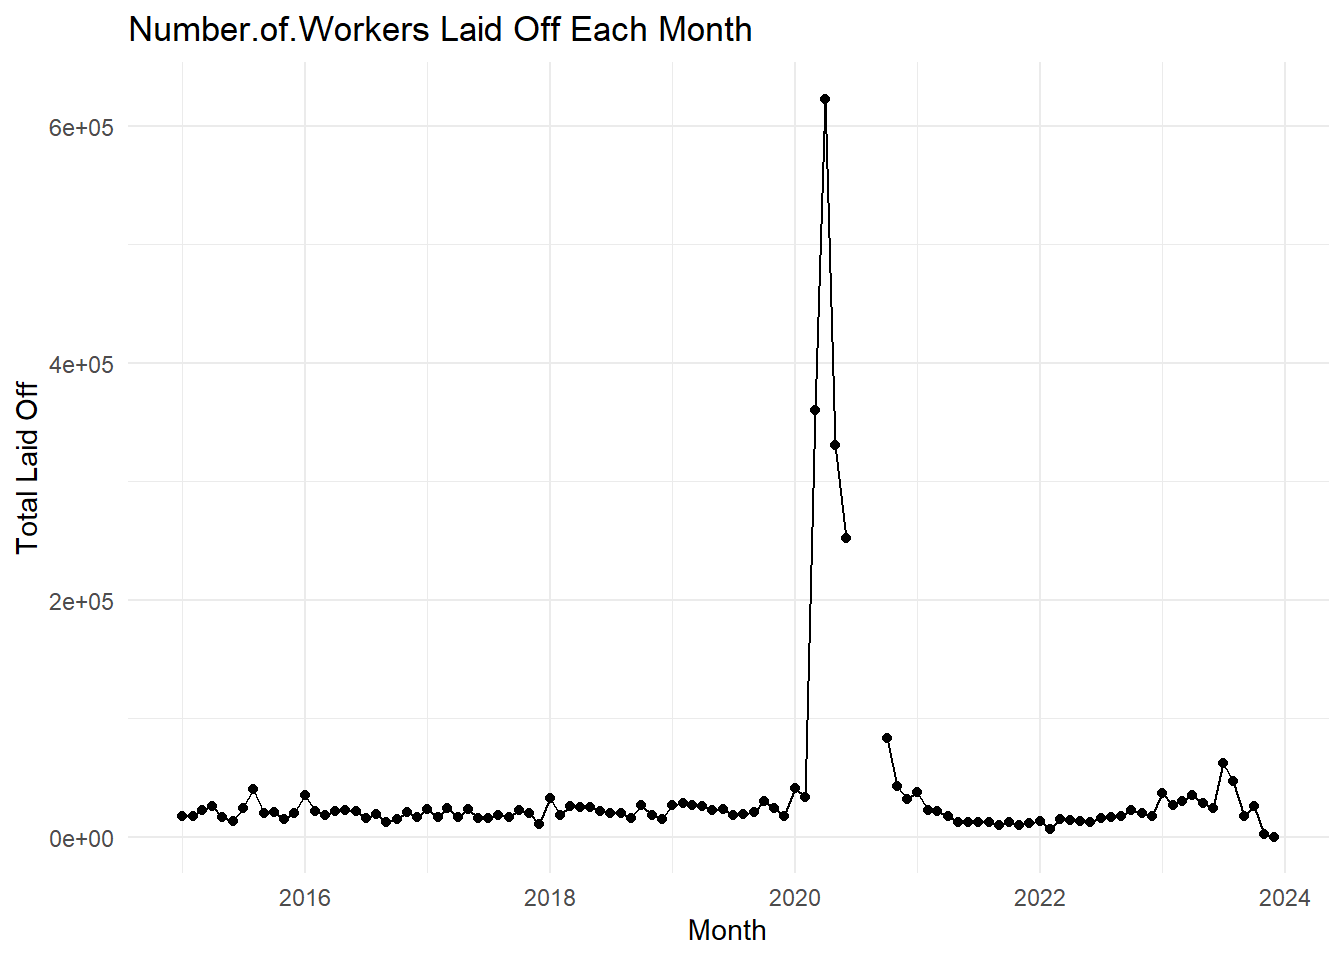 Number.of.Workers Laid Off Each Month
6e+05
4e+05
2e+05
0e+00
Total Laid Off
2016
2018
2020
2022
2024
Month